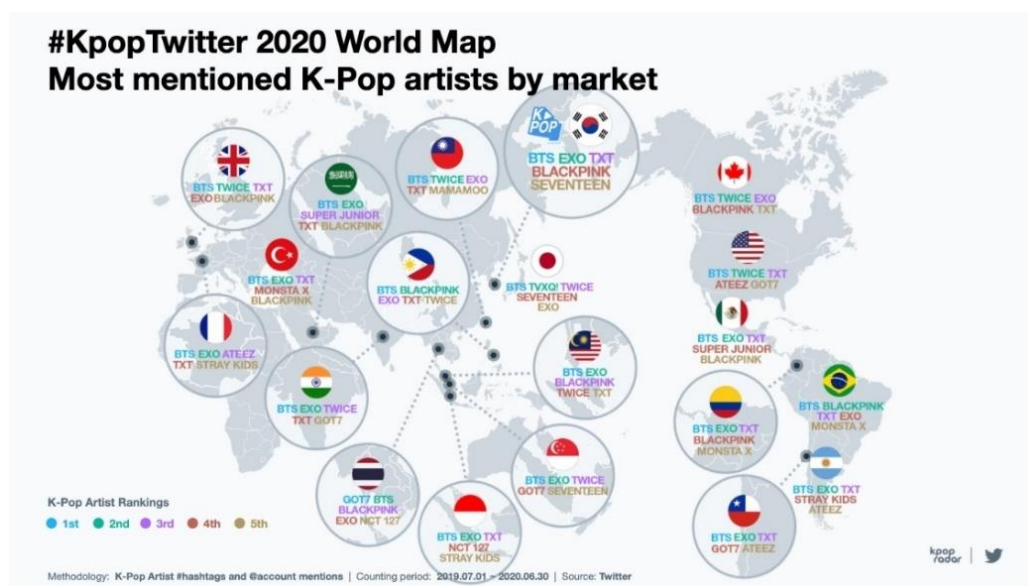 #KpopTwitter 2020 World Map
Most mentioned K-Pop artists by market
K
POP
BTS EXO TXT
BLACKPINK
SEVENTEEN
BTS TWICE TXT
EXO BLACKPINK
BTS EXO
SUPER JUNIOR
TXT BLACKPINK
BTS TWICE EXO
TXT MAMAMOO
BTS TWICE EXO
BLACKPINK TXT
BTS EXO TXT
MONSTA X
BLACKPINK
BTS BLACKPINK
EXO TXT TWICE
BTS TVXQ! TWICE
SEVENTEEN
EXO
BTS TWICE TXT
ATEEZ GOT7
BTS EXO ATEEZ
TXT STRAY KIDS
BTS EXO
BLACKPINK
TWICE TXT
BTS EXO TXT
SUPER JUNIOR
BLACKPINK
BTS EXO TWICE
TXT GOT7
BTS EXO TXT
BLACKPINK
MONSTA X
BTS BLACKPINK
TXT EXO
MONSTA X
GOT7 BTS
BLACKPINK
EXO NCT 127
BTS EXO TXT
NCT 127
STRAY KIDS
BTS EXO TWICE
GOT7 SEVENTEEN
BTS EXO TXT
GOT7 ATEEZ
BTS EXO TXT
STRAY KIDS
ATEEZ
K-Pop Artist Rankings
1st 2nd 3rd 4th 5th
Methodology: K-Pop Artist #hashtags and @account mentions | Counting period: 2019.07.01 ~ 2020.06.30 | Source: Twitter
kpop
radar